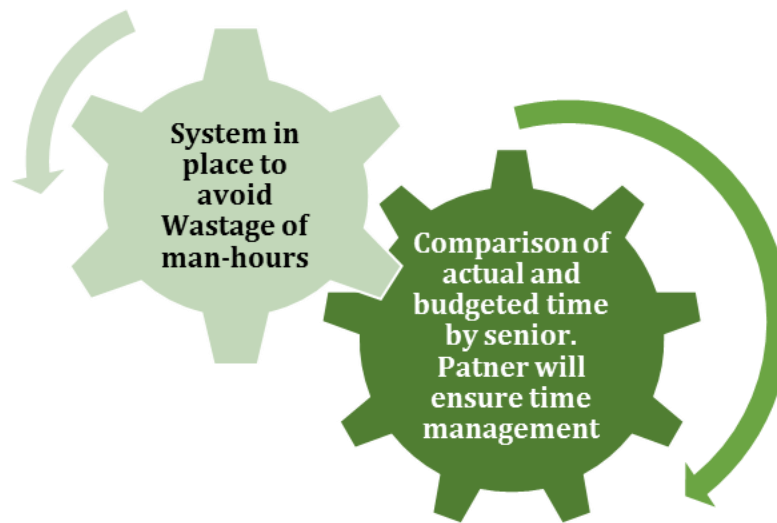 System in
place to
avoid
Wastage of
man-hours
Comparison of
actual and
budgeted time
by senior.
Patner will
ensure time
management